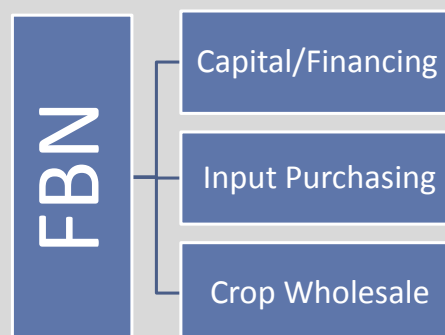 FBN
Capital/Financing
Input Purchasing
Crop Wholesale